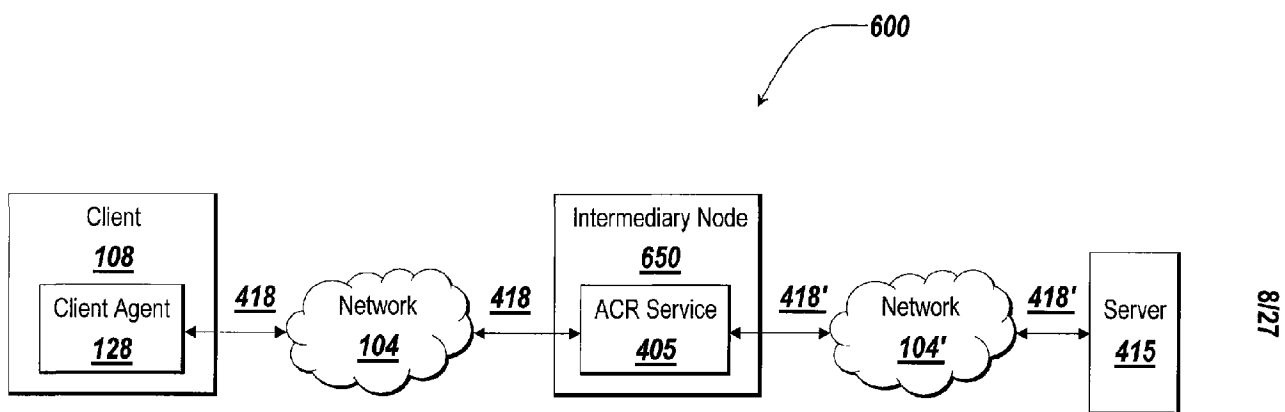 600
Client
108
Client Agent
128
418
Network
104
418
Intermediary Node
650
ACR Service
405
418'
Network
104'
418'
Server
415
8/27